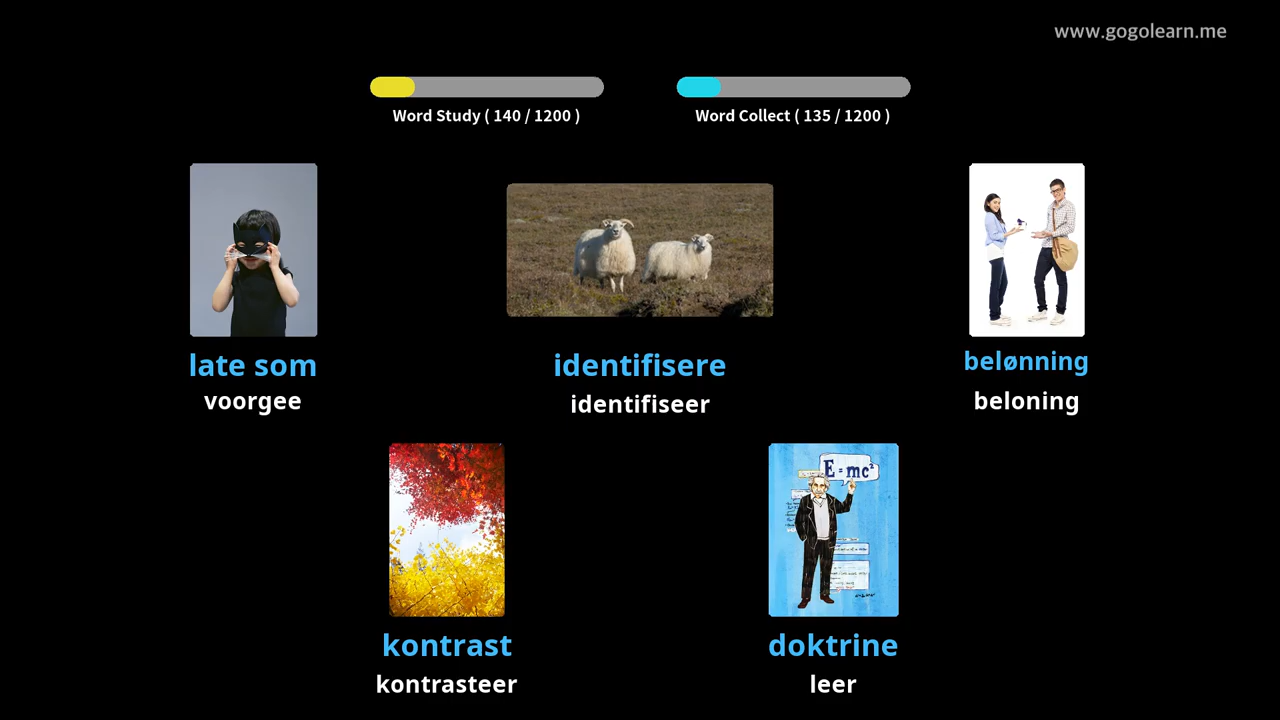 www.gogolearn.me
Word Study ( 140 / 1200 )
Word Collect ( 135 / 1200 )
late som
voorgee
identifisere
identifiseer
belønning
beloning
E=mc²
kontrast
kontrasteer
doktrine
leer